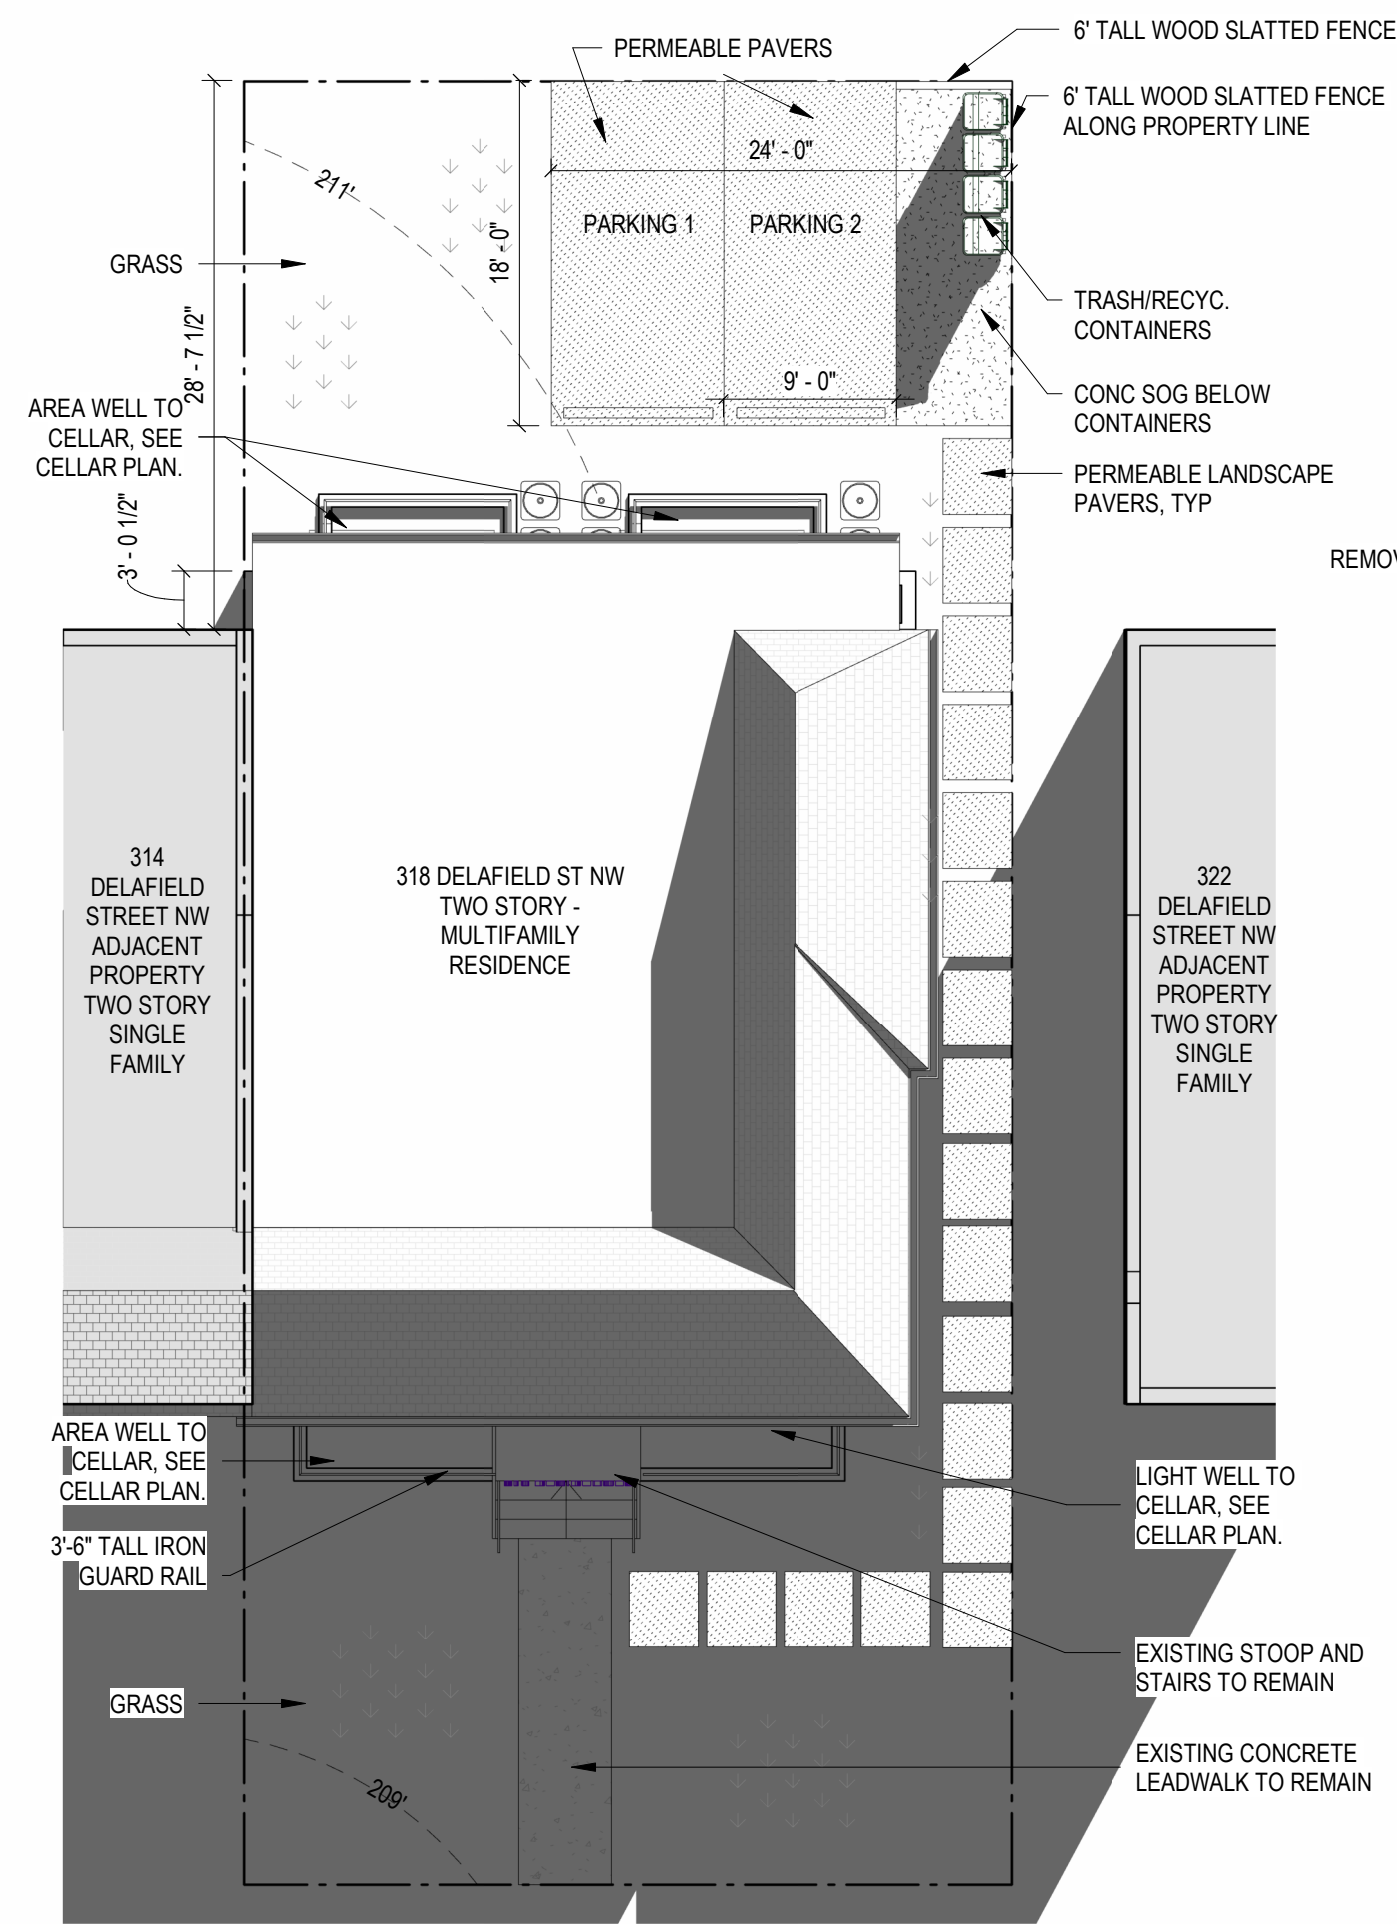 6' TALL WOOD SLATTED FENCE
PERMEABLE PAVERS
6' TALL WOOD SLATTED FENCE
ALONG PROPERTY LINE
24' - 0"
211'
PARKING 1
PARKING 2
18' - 0"
GRASS
28' - 7 1/2"
TRASH/RECYC.
CONTAINERS
9' - 0"
CONC SOG BELOW
CONTAINERS
AREA WELL TO
CELLAR, SEE
CELLAR PLAN.
PERMEABLE LANDSCAPE
PAVERS, TYP
3' - 0 1/2"
REMOV
314
DELAFIELD
STREET NW
ADJACENT
PROPERTY
TWO STORY
SINGLE
FAMILY
318 DELAFIELD ST NW
TWO STORY -
MULTIFAMILY
RESIDENCE
322
DELAFIELD
STREET NW
ADJACENT
PROPERTY
TWO STORY
SINGLE
FAMILY
AREA WELL TO
CELLAR, SEE
CELLAR PLAN.
LIGHT WELL TO
CELLAR, SEE
CELLAR PLAN.
3'-6" TALL IRON
GUARD RAIL
EXISTING STOOP AND
STAIRS TO REMAIN
GRASS
EXISTING CONCRETE
LEADWALK TO REMAIN
209'